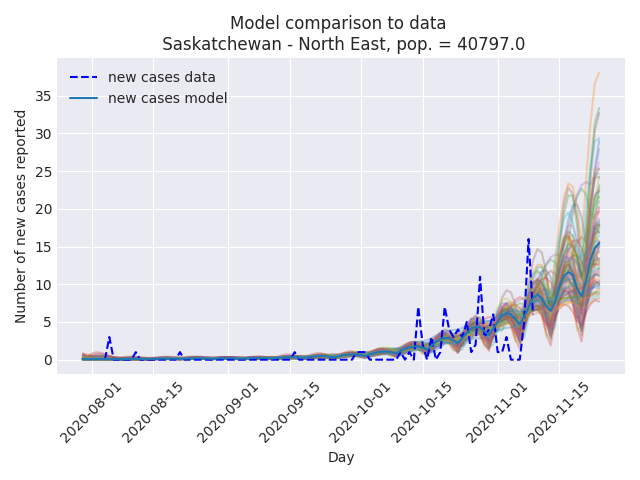 Model comparison to data
Saskatchewan - North East, pop. = 40797.0
new cases data
new cases model
Number of new cases reported
35
30
25
20
15
10
5
0
2020-08-01
2020-08-15
2020-09-01
2020-09-15
2020-10-01
2020-10-15
2020-11-01
2020-11-15
Day